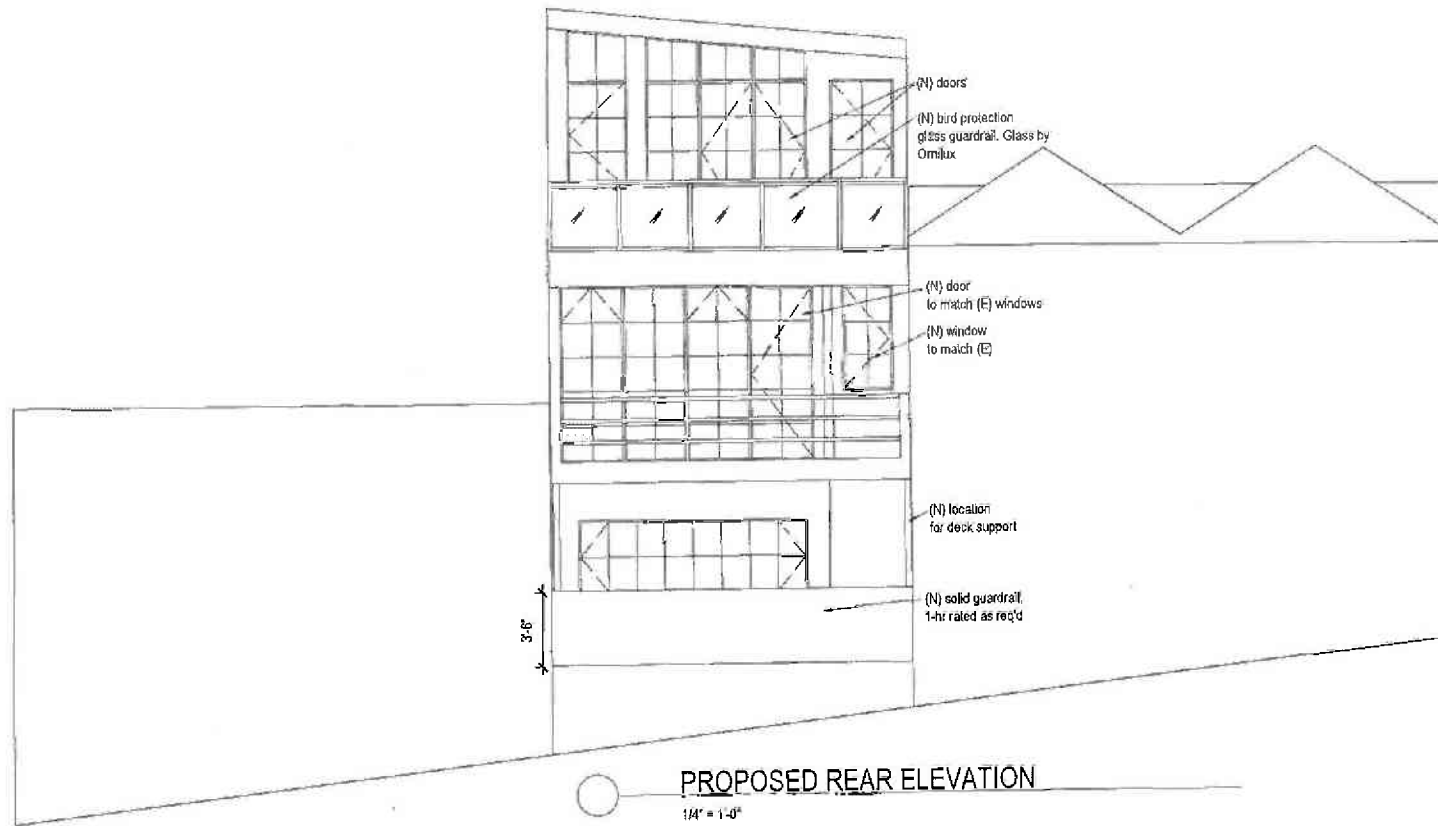 (N) doors
(N) bird protection
glass guardrail. Glass by
Ornilux
(N) door
to match (E) windows
(N) window
to match (E)
(N) location
for deck support
(N) solid guardrail,
1-hr rated as req'd
3'-6"
PROPOSED REAR ELEVATION
1/4" = 1'-0"